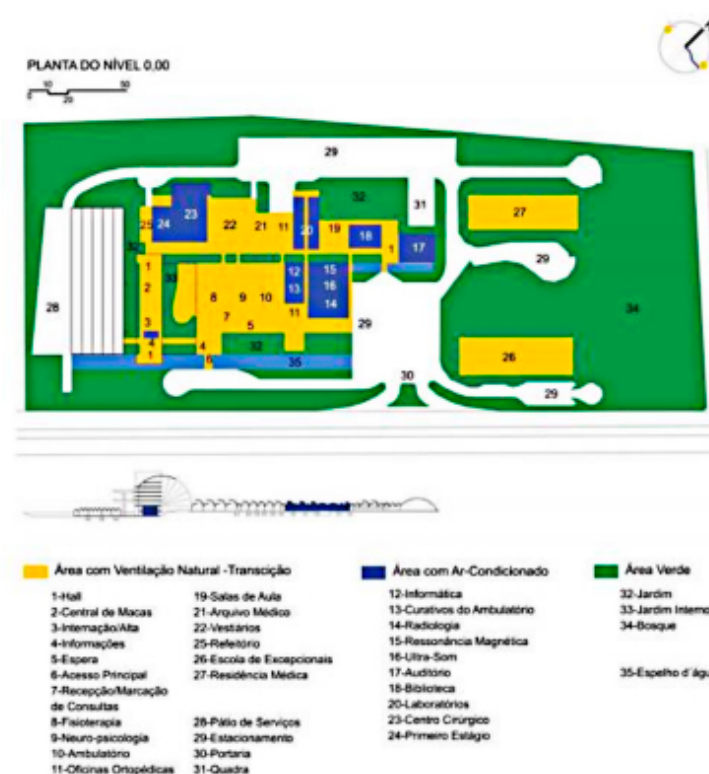 PLANTA DO NÍVEL 0,00
0 10 20 50
29
32
31
27
23
25 24
22 21 11 20 19
18
1
17
32
1
33
12
15
29
2
8 9 10
13
16
14
28
34
3
7
11
5
29
4
4
32
26
1
6
35
30
29
Área com Ventilação Natural -Transcição
1-Hall
2-Central de Macas
3-Internação/Alta
4-Informações
5-Espera
6-Acesso Principal
7-Recepção/Marcação
de Consultas
8-Fisioterapia
9-Neuro-psicologia
10-Ambulatório
11-Oficinas Ortopédicas
19-Salas de Aula
21-Arquivo Médico
22-Vestiários
25-Refeitório
26-Escola de Excepcionais
27-Residência Médica
28-Pátio de Serviços
29-Estacionamento
30-Portaria
31-Quadra
Área com Ar-Condicionado
12-Informática
13-Curativos do Ambulatório
14-Radiologia
15-Ressonância Magnética
16-Ultra-Som
17-Auditório
18-Biblioteca
20-Laboratórios
23-Centro Cirúrgico
24-Primeiro Estágio
Área Verde
32-Jardim
33-Jardim Interno
34-Bosque
35-Espelho d´águ